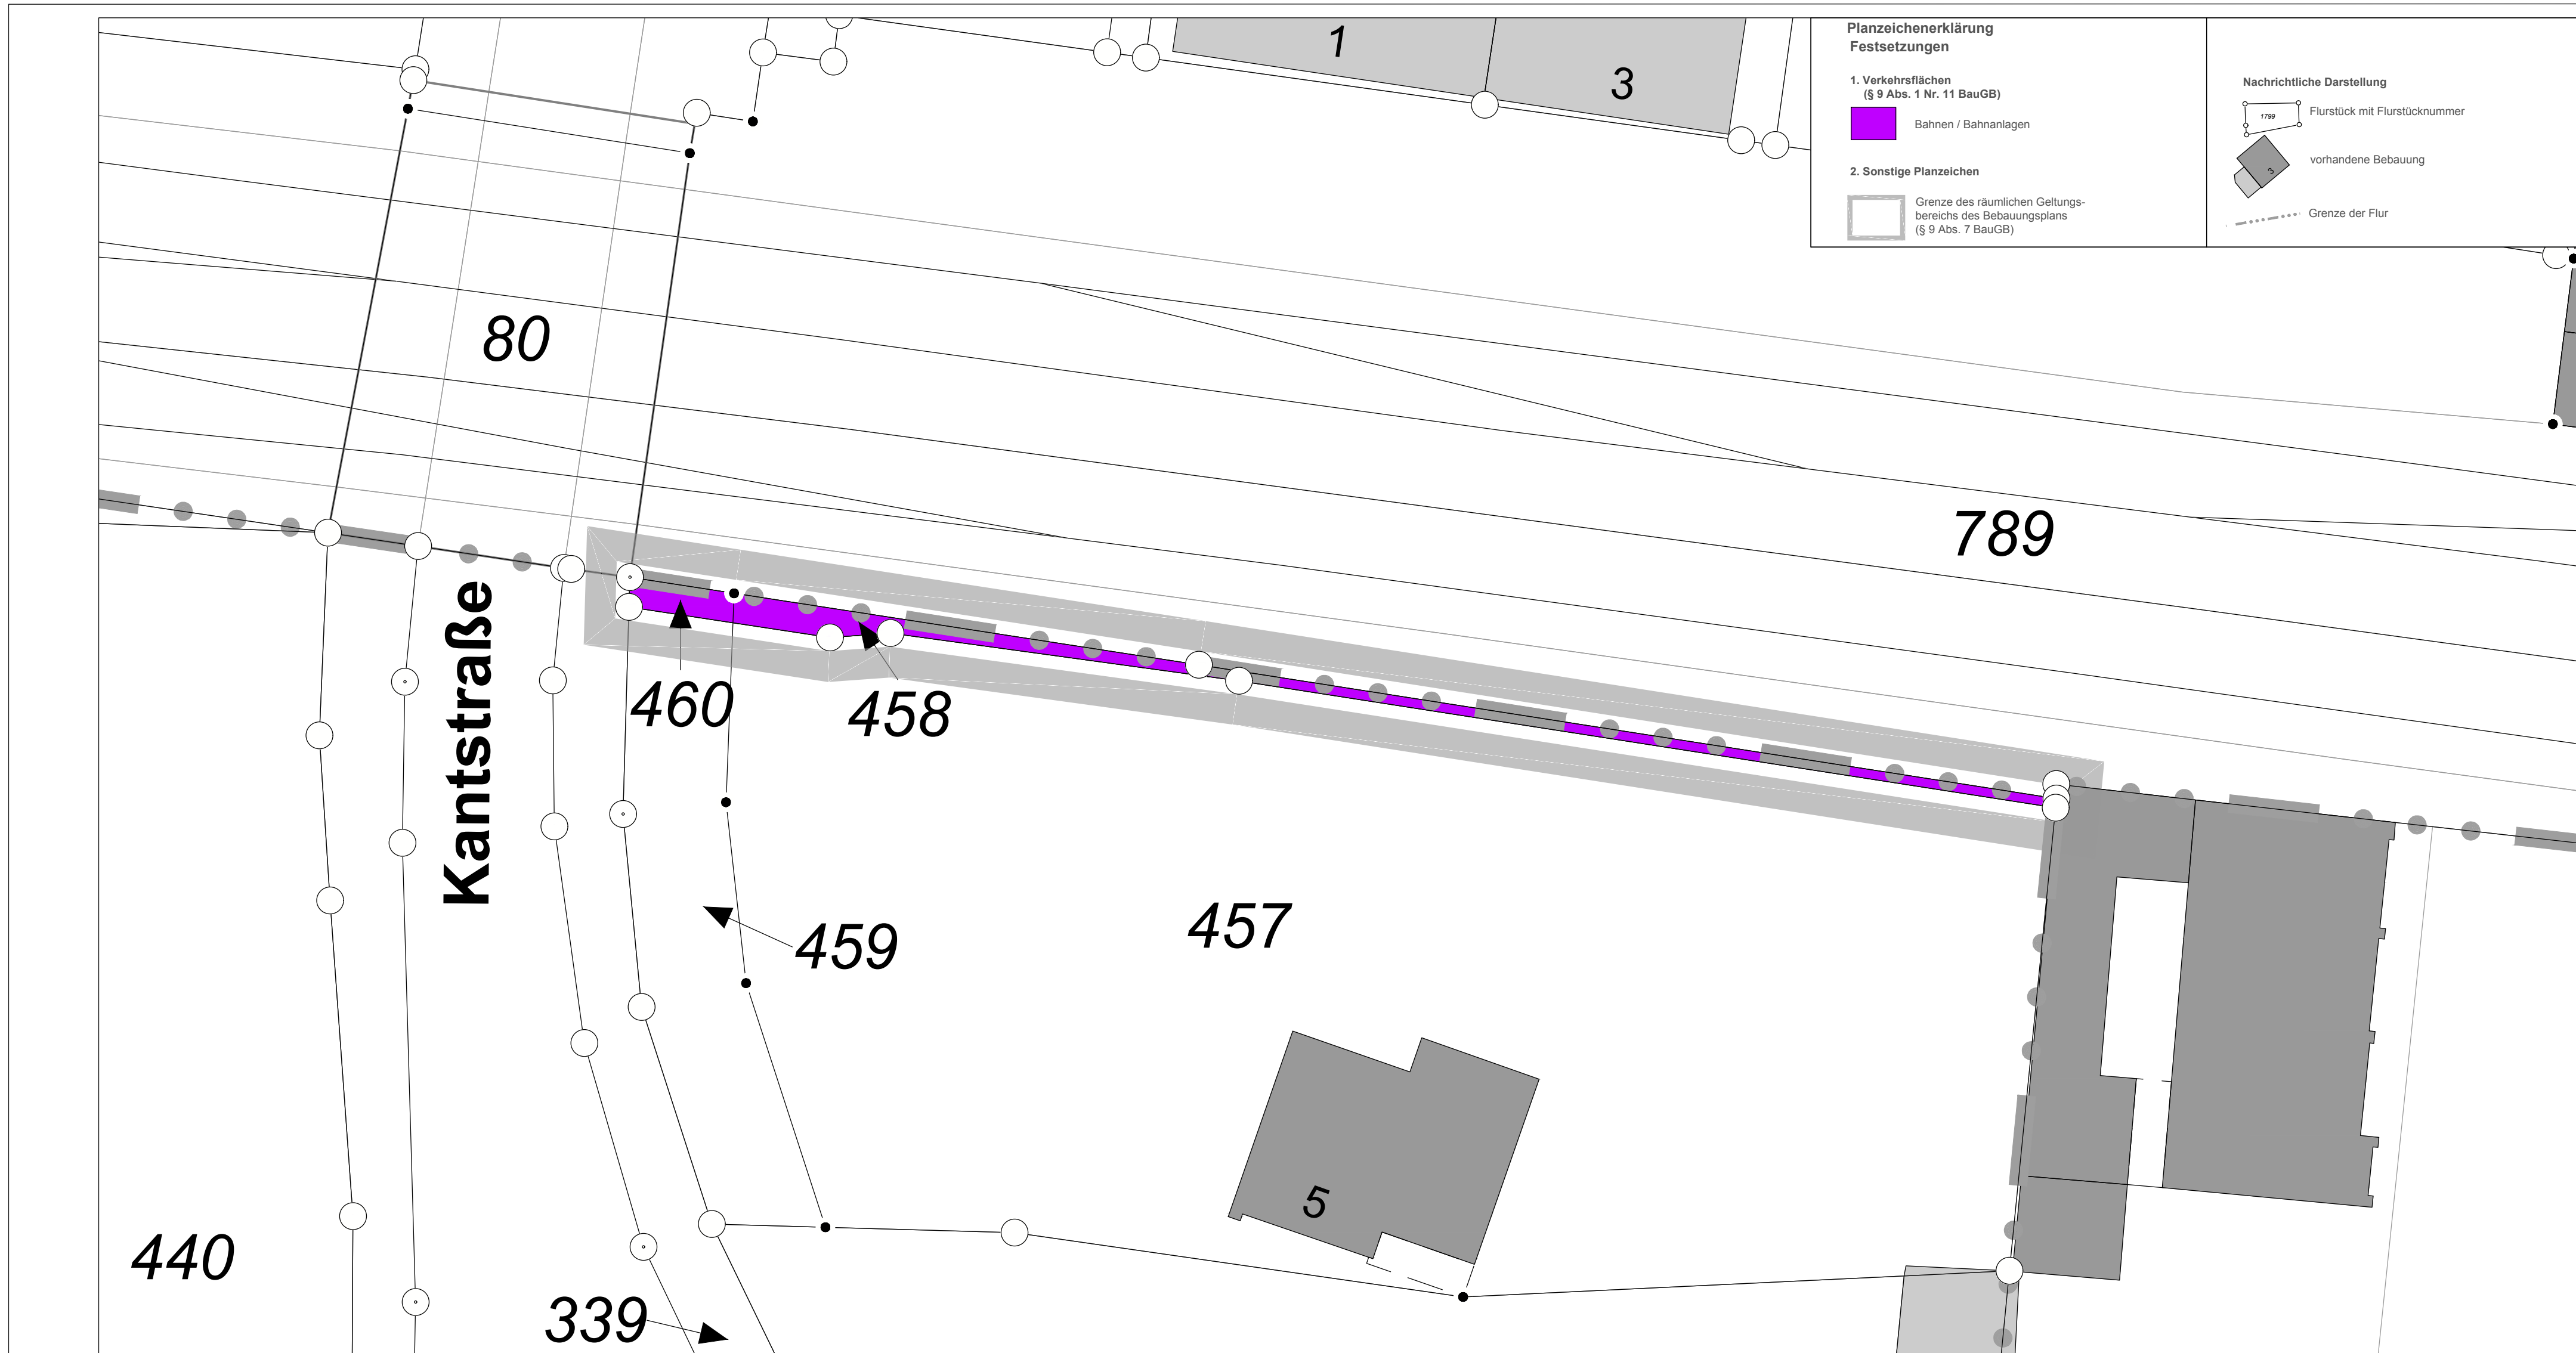 1
3
Planzeichenerklärung
Festsetzungen
1. Verkehrsflächen
(§ 9 Abs. 1 Nr. 11 BauGB)
Bahnen / Bahnanlagen
2. Sonstige Planzeichen
Grenze des räumlichen Geltungs-
bereichs des Bebauungsplans
(§ 9 Abs. 7 BauGB)
Nachrichtliche Darstellung
1799
Flurstück mit Flurstücknummer
3
vorhandene Bebauung
Grenze der Flur
80
789
Kantstraße
460
458
459
457
5
440
339